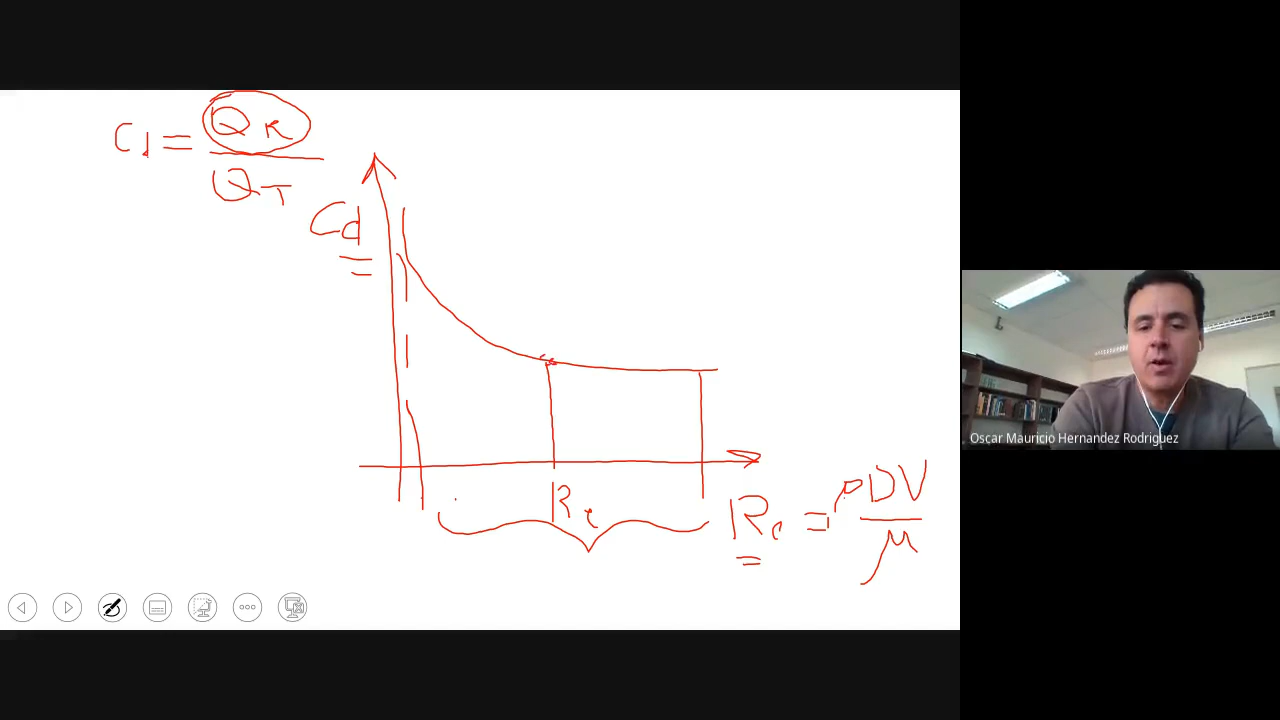 Cd = QR / QT
Cd
Re
Re = ρDV / μ
Oscar Mauricio Hernandez Rodriguez